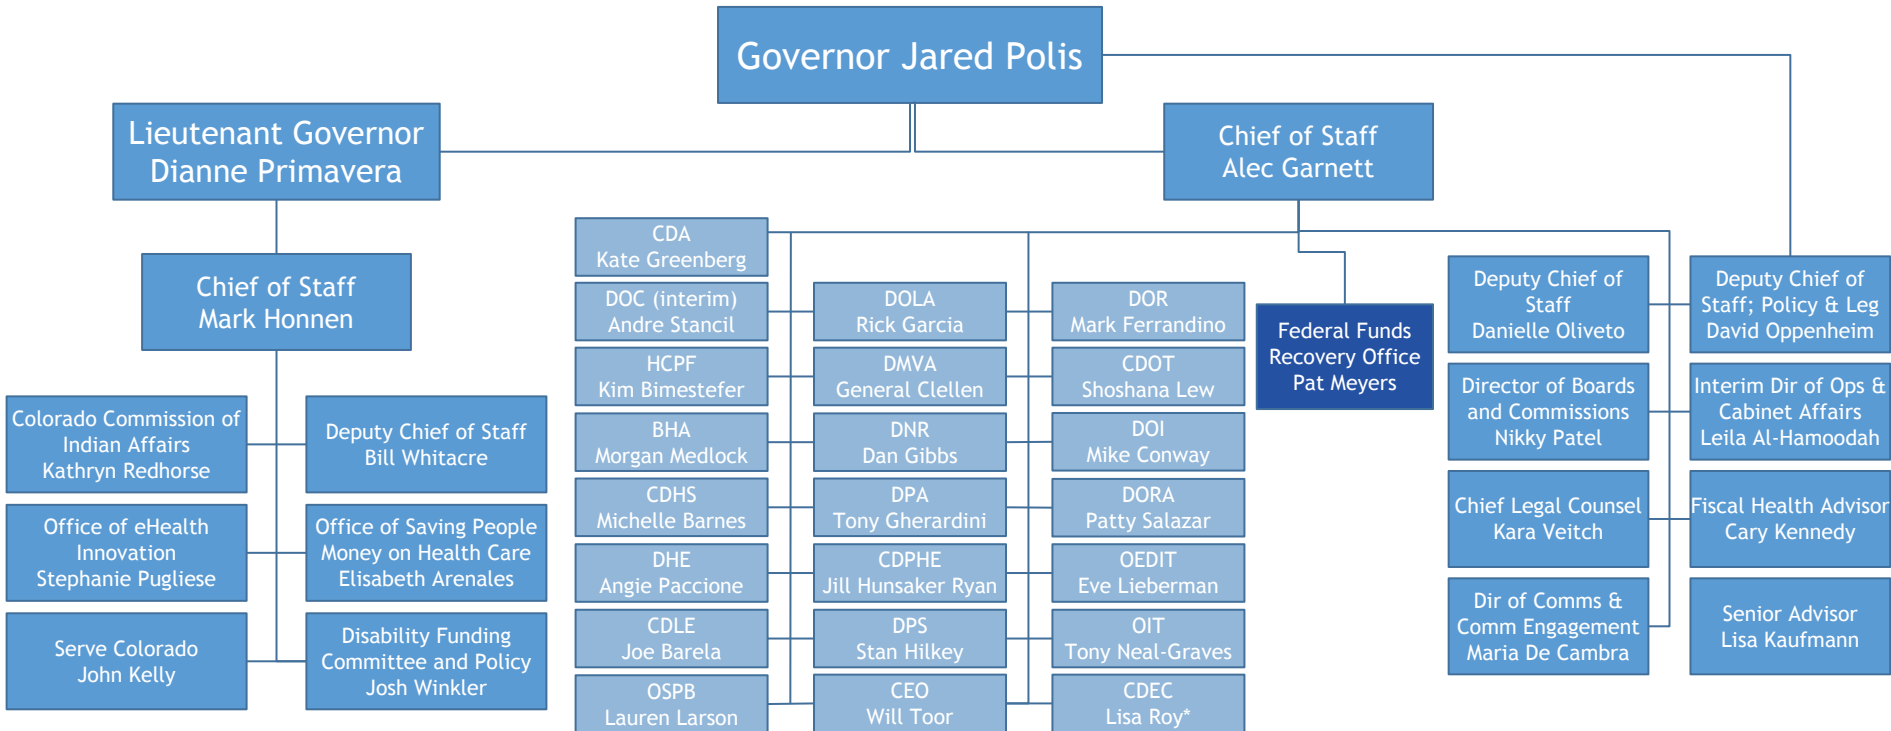 Governor Jared Polis
Lieutenant Governor
Dianne Primavera
Chief of Staff
Alec Garnett
Chief of Staff
Mark Honnen
Colorado Commission of
Indian Affairs
Kathryn Redhorse
Deputy Chief of Staff
Bill Whitacre
Office of eHealth
Innovation
Stephanie Pugliese
Office of Saving People
Money on Health Care
Elisabeth Arenales
Serve Colorado
John Kelly
Disability Funding
Committee and Policy
Josh Winkler
CDA
Kate Greenberg
DOC (interim)
Andre Stancil
DOLA
Rick Garcia
DOR
Mark Ferrandino
HCPF
Kim Bimestefer
DMVA
General Clellen
CDOT
Shoshana Lew
BHA
Morgan Medlock
DNR
Dan Gibbs
DOI
Mike Conway
CDHS
Michelle Barnes
DPA
Tony Gherardini
DORA
Patty Salazar
DHE
Angie Paccione
CDPHE
Jill Hunsaker Ryan
OEDIT
Eve Lieberman
CDLE
Joe Barela
DPS
Stan Hilkey
OIT
Tony Neal-Graves
OSPB
Lauren Larson
CEO
Will Toor
CDEC
Lisa Roy*
Federal Funds
Recovery Office
Pat Meyers
Deputy Chief of
Staff
Danielle Oliveto
Deputy Chief of
Staff; Policy & Leg
David Oppenheim
Director of Boards
and Commissions
Nikky Patel
Interim Dir of Ops &
Cabinet Affairs
Leila Al-Hamoodah
Chief Legal Counsel
Kara Veitch
Fiscal Health Advisor
Cary Kennedy
Dir of Comms &
Comm Engagement
Maria De Cambra
Senior Advisor
Lisa Kaufmann